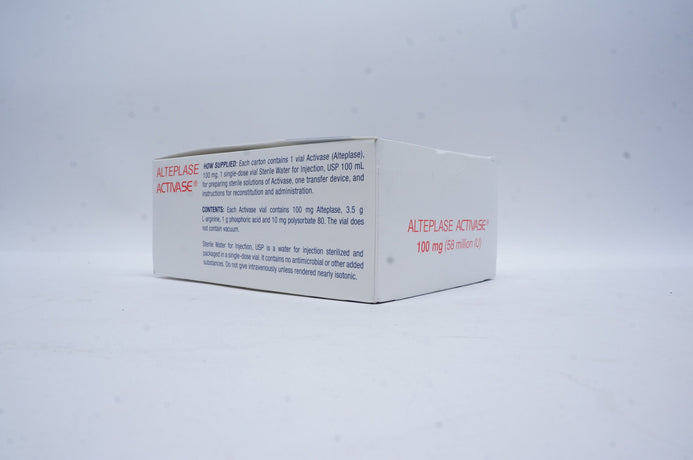 ALTEPLASE
ACTIVASE®
HOW SUPPLIED: Each carton contains 1 vial Activase (Alteplase),
100 mg, 1 single-dose vial Sterile Water for Injection, USP 100 mL
for preparing sterile solutions of Activase, one transfer device, and
instructions for reconstitution and administration.
CONTENTS: Each Activase vial contains 100 mg Alteplase, 3.5 g
L-arginine, 1 g phosphoric acid and 10 mg polysorbate 80. The vial does
not contain vacuum.
Sterile Water for Injection, USP is a water for injection sterilized and
packaged in a single-dose vial. It contains no antimicrobial or other added
substances. Do not give intravenously unless rendered nearly isotonic.
ALTEPLASE ACTIVASE®
100 mg (58 million IU)